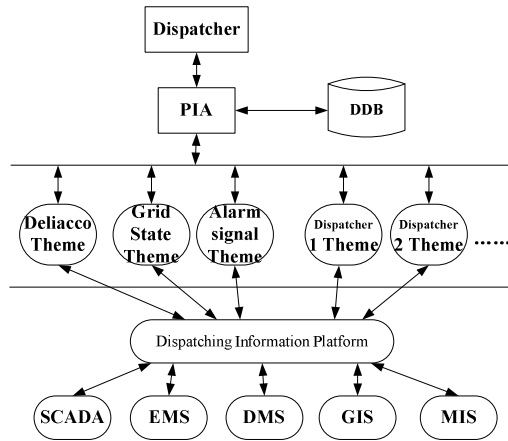 Dispatcher
PIA
DDB
Deliacco
Theme
Grid
State
Theme
Alarm
signal
Theme
Dispatcher
1 Theme
Dispatcher
2 Theme
......
Dispatching Information Platform
SCADA
EMS
DMS
GIS
MIS